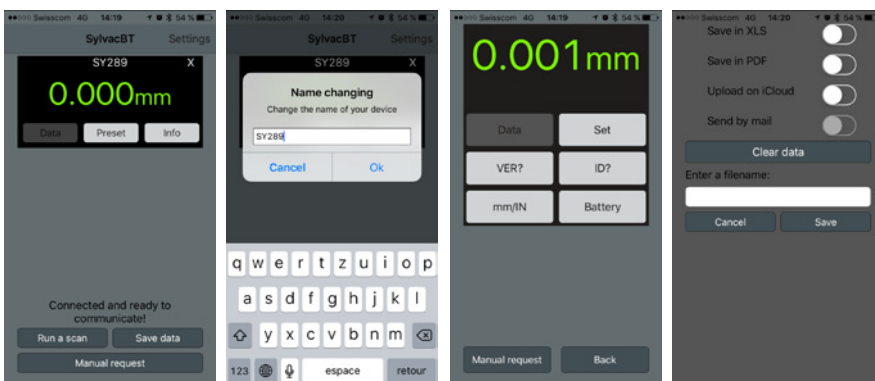 Swisscom 4G 14:19 54 %
SylvacBT Settings
SY289 X
0.000mm
Data Preset Info
Connected and ready to
communicate!
Run a scan Save data
Manual request
Swisscom 4G 14:20 54 %
SylvacBT Settings
SY289 X
Name changing
Change the name of your device
SY289
Cancel Ok
q w e r t z u i o p
a s d f g h j k l
y x c v b n m
123 espace retour
Swisscom 4G 14:19 54 %
0.001mm
Data Set
VER? ID?
mm/IN Battery
Manual request Back
Swisscom 4G 14:20 54 %
Save in XLS
Save in PDF
Upload on iCloud
Send by mail
Clear data
Enter a filename:
Cancel Save